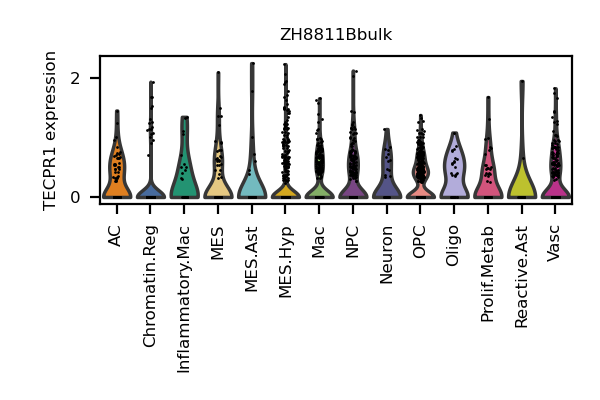 ZH8811Bbulk
TECPR1 expression
2
0
AC
Chromatin.Reg
Inflammatory.Mac
MES
MES.Ast
MES.Hyp
Mac
NPC
Neuron
OPC
Oligo
Prolif.Metab
Reactive.Ast
Vasc